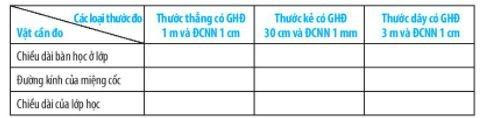 Các loại thước đo
Vật cần đo
Thước thẳng có GHĐ
1 m và ĐCNN 1 cm
Thước kẻ có GHĐ
30 cm và ĐCNN 1 mm
Thước dây có GHĐ
3 m và ĐCNN 1 cm
Chiều dài bàn học ở lớp
Đường kính của miệng cốc
Chiều dài của lớp học